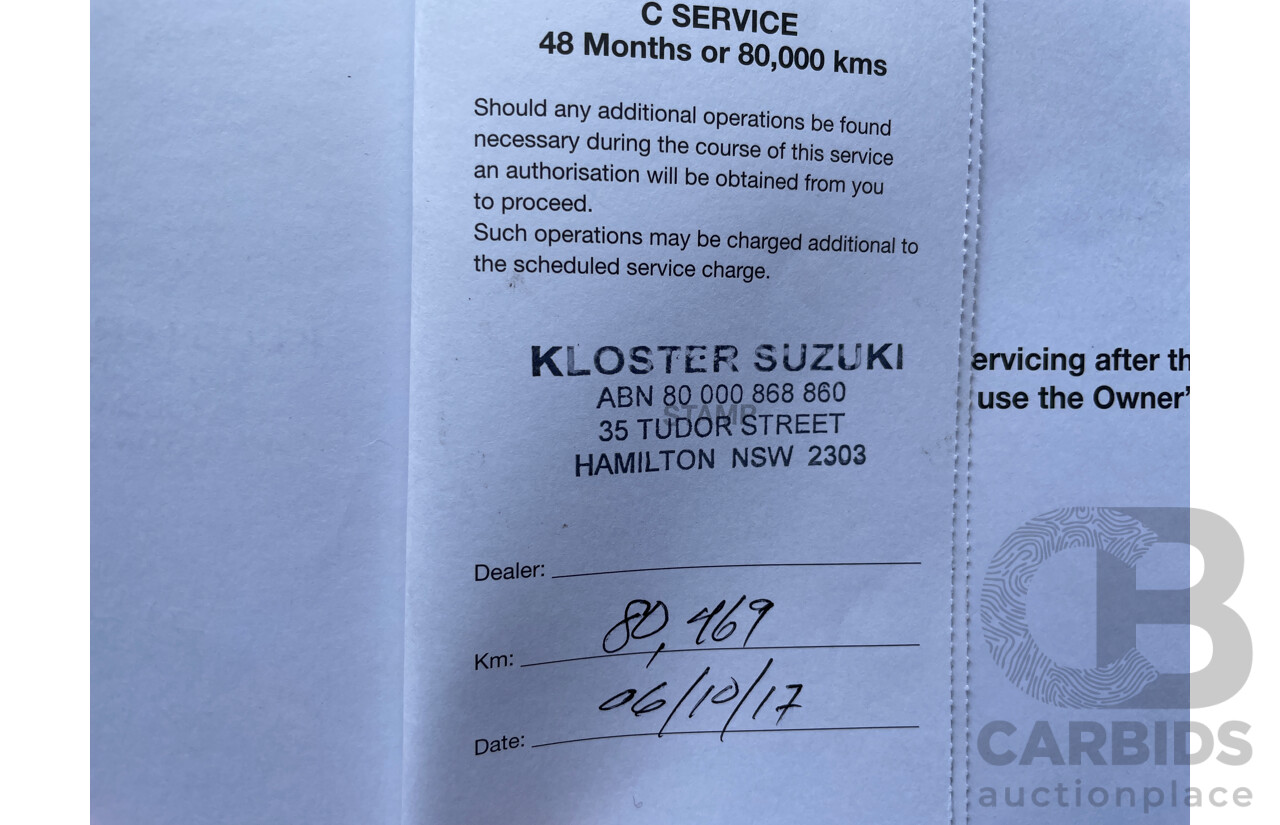 C SERVICE
48 Months or 80,000 kms
Should any additional operations be found
necessary during the course of this service
an authorisation will be obtained from you
to proceed.
Such operations may be charged additional to
the scheduled service charge.
KLOSTER SUZUKI
ABN 80 000 868 860
STAMP
35 TUDOR STREET
HAMILTON NSW 2303
Dealer:
Km: 80,469
Date: 06/10/17
ervicing after th
use the Owner'
CB
CARBIDS
auctionplace